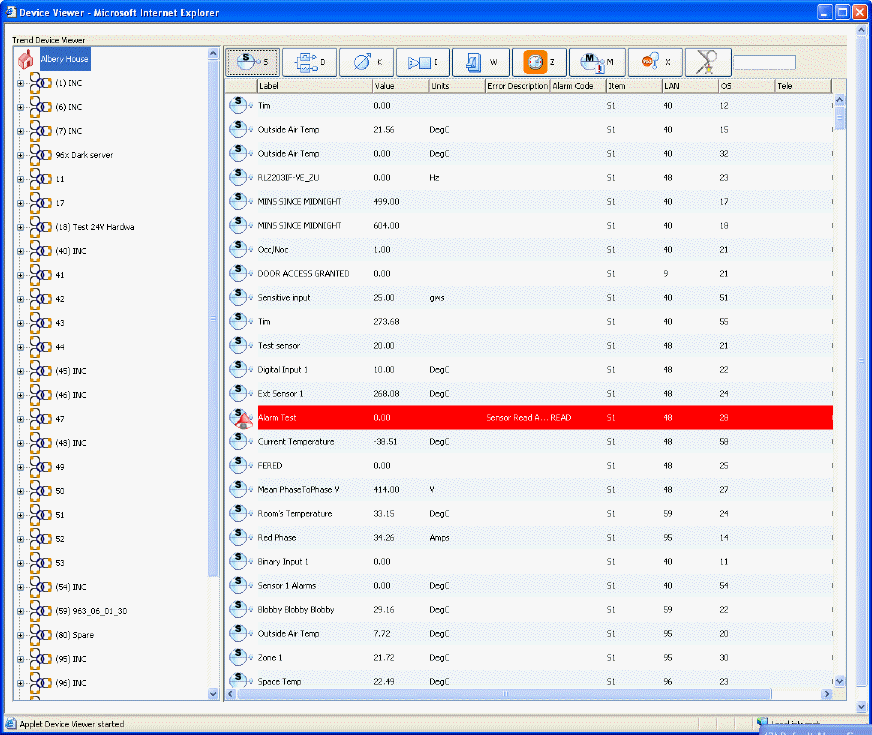 Device Viewer - Microsoft Internet Explorer
Trend Device Viewer
Albery House
(1) INC
(6) INC
(7) INC
96x Dark server
11
17
(18) Test 24V Hardwa
(40) INC
41
42
43
44
(45) INC
(46) INC
47
(48) INC
49
50
51
52
53
(54) INC
(59) 963_06_01_30
(80) Spare
(95) INC
(96) INC
S D K I W Z M X
Label Value Units Error Description Alarm Code Item LAN OS Tele
S Tim 0.00 S1 40 12
S Outside Air Temp 21.56 DegC S1 40 15
S Outside Air Temp 0.00 DegC S1 40 32
S RLZ203IF-YE_ZU 0.00 Hz S1 48 23
S MINS SINCE MIDNIGHT 499.00 S1 40 17
S MINS SINCE MIDNIGHT 604.00 S1 40 18
S Occ/Noc 1.00 S1 40 21
S DOOR ACCESS GRANTED 0.00 S1 9 21
S Sensitive input 25.00 gws S1 40 51
S Tim 273.68 S1 40 55
S Test sensor 20.00 S1 48 21
S Digital Input 1 10.00 DegC S1 48 22
S Ext Sensor 1 268.08 DegC S1 48 24
S Alarm Test 0.00 Sensor Read A... READ S1 48 28
S Current Temperature -38.51 DegC S1 48 58
S FERED 0.00 S1 48 25
S Mean PhaseToPhase V 414.00 V S1 48 27
S Room's Temperature 33.15 DegC S1 59 24
S Red Phase 34.26 Amps S1 95 14
S Binary Input 1 0.00 S1 40 11
S Sensor 1 Alarms 0.00 DegC S1 40 54
S Blobby Blobby Blobby 29.16 DegC S1 59 22
S Outside Air Temp 7.72 DegC S1 95 20
S Zone 1 21.72 DegC S1 95 30
S Space Temp 22.49 DegC S1 96 23
Applet Device Viewer started